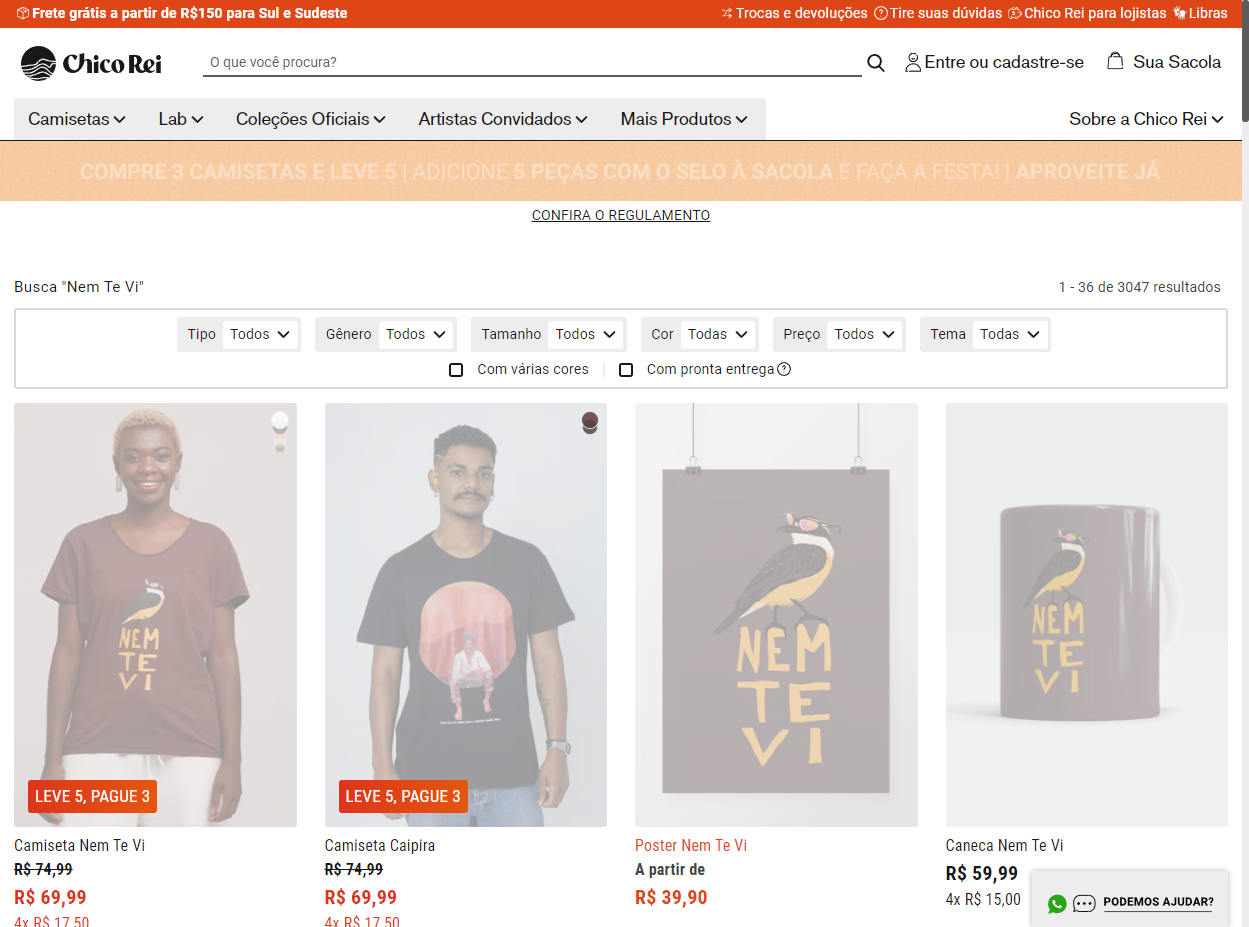 Frete grátis a partir de R$150 para Sul e Sudeste
Trocas e devoluções
Tire suas dúvidas
Chico Rei para lojistas
Libras
Chico Rei
O que você procura?
Entre ou cadastre-se
Sua Sacola
Camisetas
Lab
Coleções Oficiais
Artistas Convidados
Mais Produtos
Sobre a Chico Rei
COMPRE 3 CAMISETAS E LEVE 5 | ADICIONE 5 PEÇAS COM O SELO À SACOLA E FAÇA A FESTA! | APROVEITE JÁ
CONFIRA O REGULAMENTO
Busca "Nem Te Vi"
1 - 36 de 3047 resultados
Tipo Todos
Gênero Todos
Tamanho Todos
Cor Todas
Preço Todos
Tema Todas
Com várias cores
Com pronta entrega
NEM
TE
VI
LEVE 5, PAGUE 3
Camiseta Nem Te Vi
R$ 74,99
R$ 69,99
4x R$ 17,50
LEVE 5, PAGUE 3
Camiseta Caipira
R$ 74,99
R$ 69,99
4x R$ 17,50
NEM
TE
VI
Poster Nem Te Vi
A partir de
R$ 39,90
NEM
TE
VI
Caneca Nem Te Vi
R$ 59,99
4x R$ 15,00
PODEMOS AJUDAR?